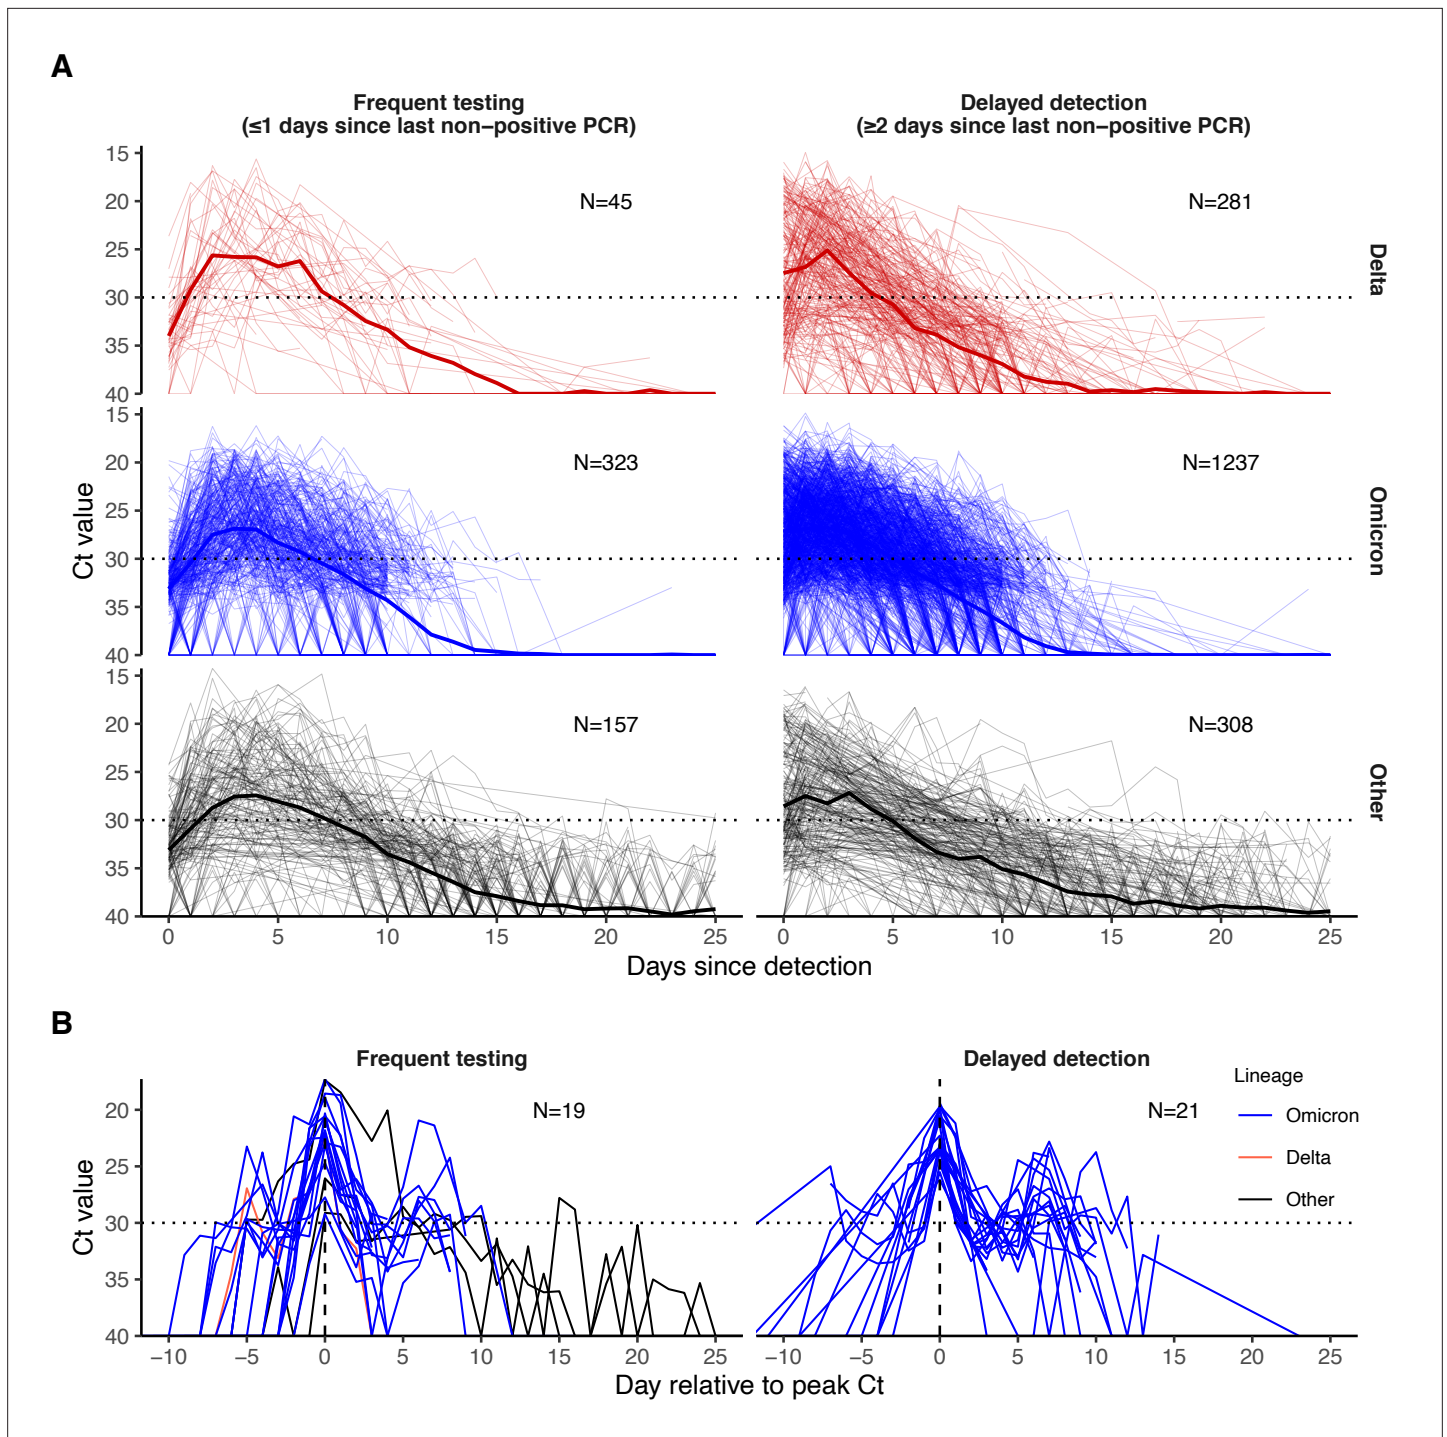 A
Frequent testing
(≤1 days since last non−positive PCR)
Delayed detection
(≥2 days since last non−positive PCR)
15
20
25
30
35
40
N=45
N=281
Delta
15
20
25
30
35
40
N=323
N=1237
Omicron
Ct value
15
20
25
30
35
40
N=157
N=308
Other
0 5 10 15 20 25
0 5 10 15 20 25
Days since detection
B
Frequent testing
Delayed detection
20
25
30
35
40
Ct value
N=19
N=21
Lineage
Omicron
Delta
Other
−10 −5 0 5 10 15 20 25
−10 −5 0 5 10 15 20 25
Day relative to peak Ct